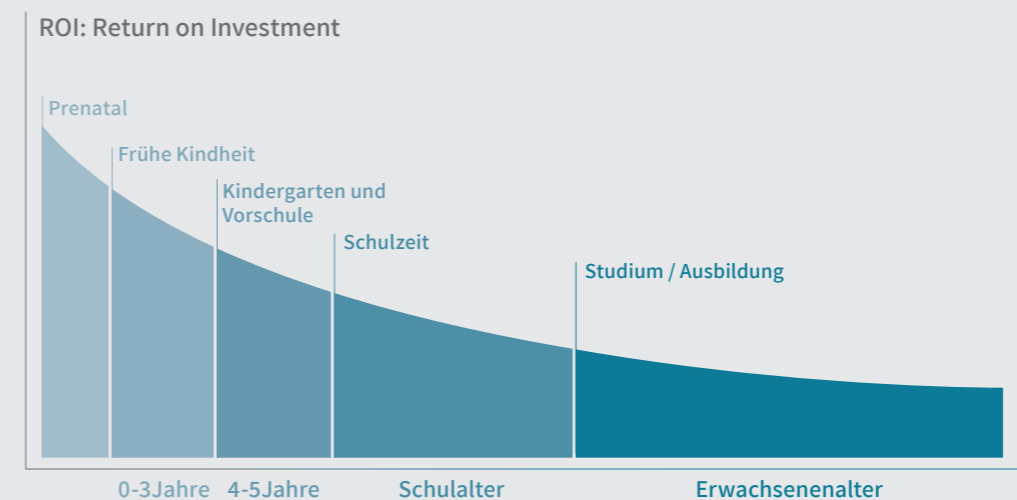 ROI: Return on Investment
Prenatal
Frühe Kindheit
Kindergarten und
Vorschule
Schulzeit
Studium / Ausbildung
0-3Jahre
4-5Jahre
Schulalter
Erwachsenenalter